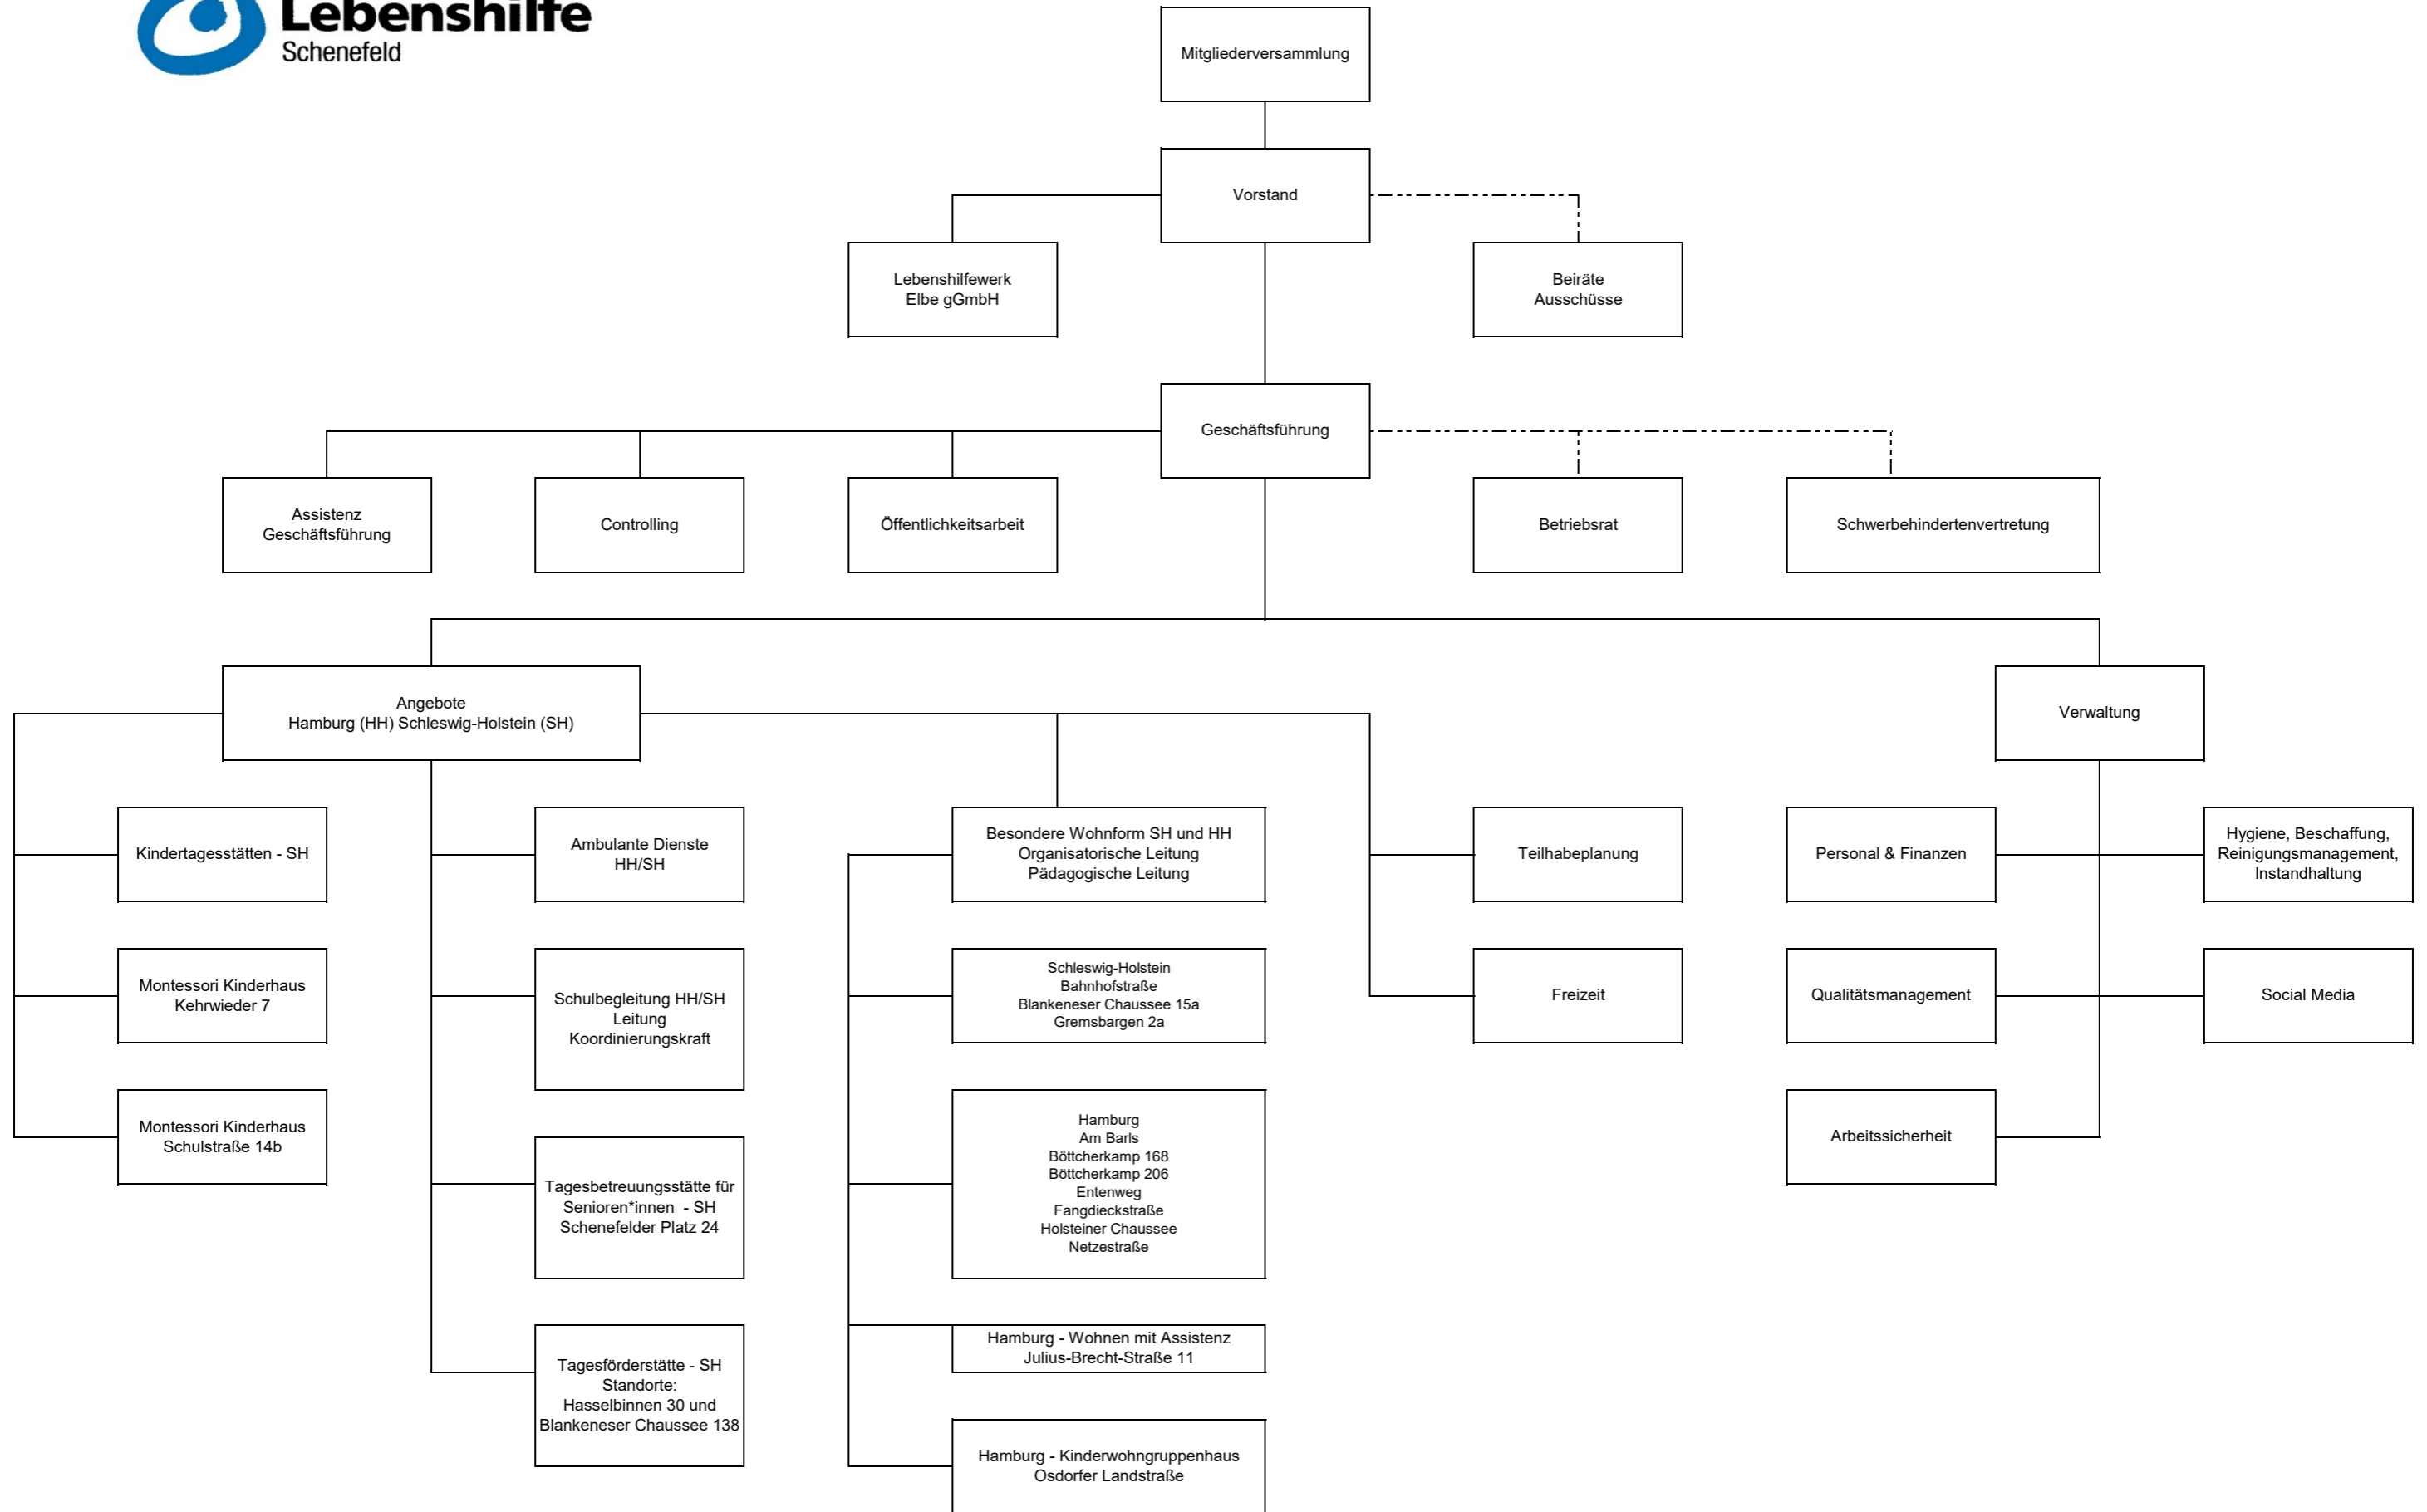 Lebenshilfe
Schenefeld
Mitgliederversammlung
Vorstand
Lebenshilfewerk
Elbe gGmbH
Beiräte
Ausschüsse
Geschäftsführung
Assistenz
Geschäftsführung
Controlling
Öffentlichkeitsarbeit
Betriebsrat
Schwerbehindertenvertretung
Angebote
Hamburg (HH) Schleswig-Holstein (SH)
Verwaltung
Kindertagesstätten - SH
Montessori Kinderhaus
Kehrwieder 7
Montessori Kinderhaus
Schulstraße 14b
Ambulante Dienste
HH/SH
Schulbegleitung HH/SH
Leitung
Koordinierungskraft
Tagesbetreuungsstätte für
Senioren*innen - SH
Schenefelder Platz 24
Tagesförderstätte - SH
Standorte:
Hasselbinnen 30 und
Blankeneser Chaussee 138
Besondere Wohnform SH und HH
Organisatorische Leitung
Pädagogische Leitung
Schleswig-Holstein
Bahnhofstraße
Blankeneser Chaussee 15a
Gremsbargen 2a
Hamburg
Am Barls
Böttcherkamp 168
Böttcherkamp 206
Entenweg
Fangdieckstraße
Holsteiner Chaussee
Netzestraße
Hamburg - Wohnen mit Assistenz
Julius-Brecht-Straße 11
Hamburg - Kinderwohngruppenhaus
Osdorfer Landstraße
Teilhabeplanung
Freizeit
Personal & Finanzen
Qualitätsmanagement
Arbeitssicherheit
Hygiene, Beschaffung,
Reinigungsmanagement,
Instandhaltung
Social Media